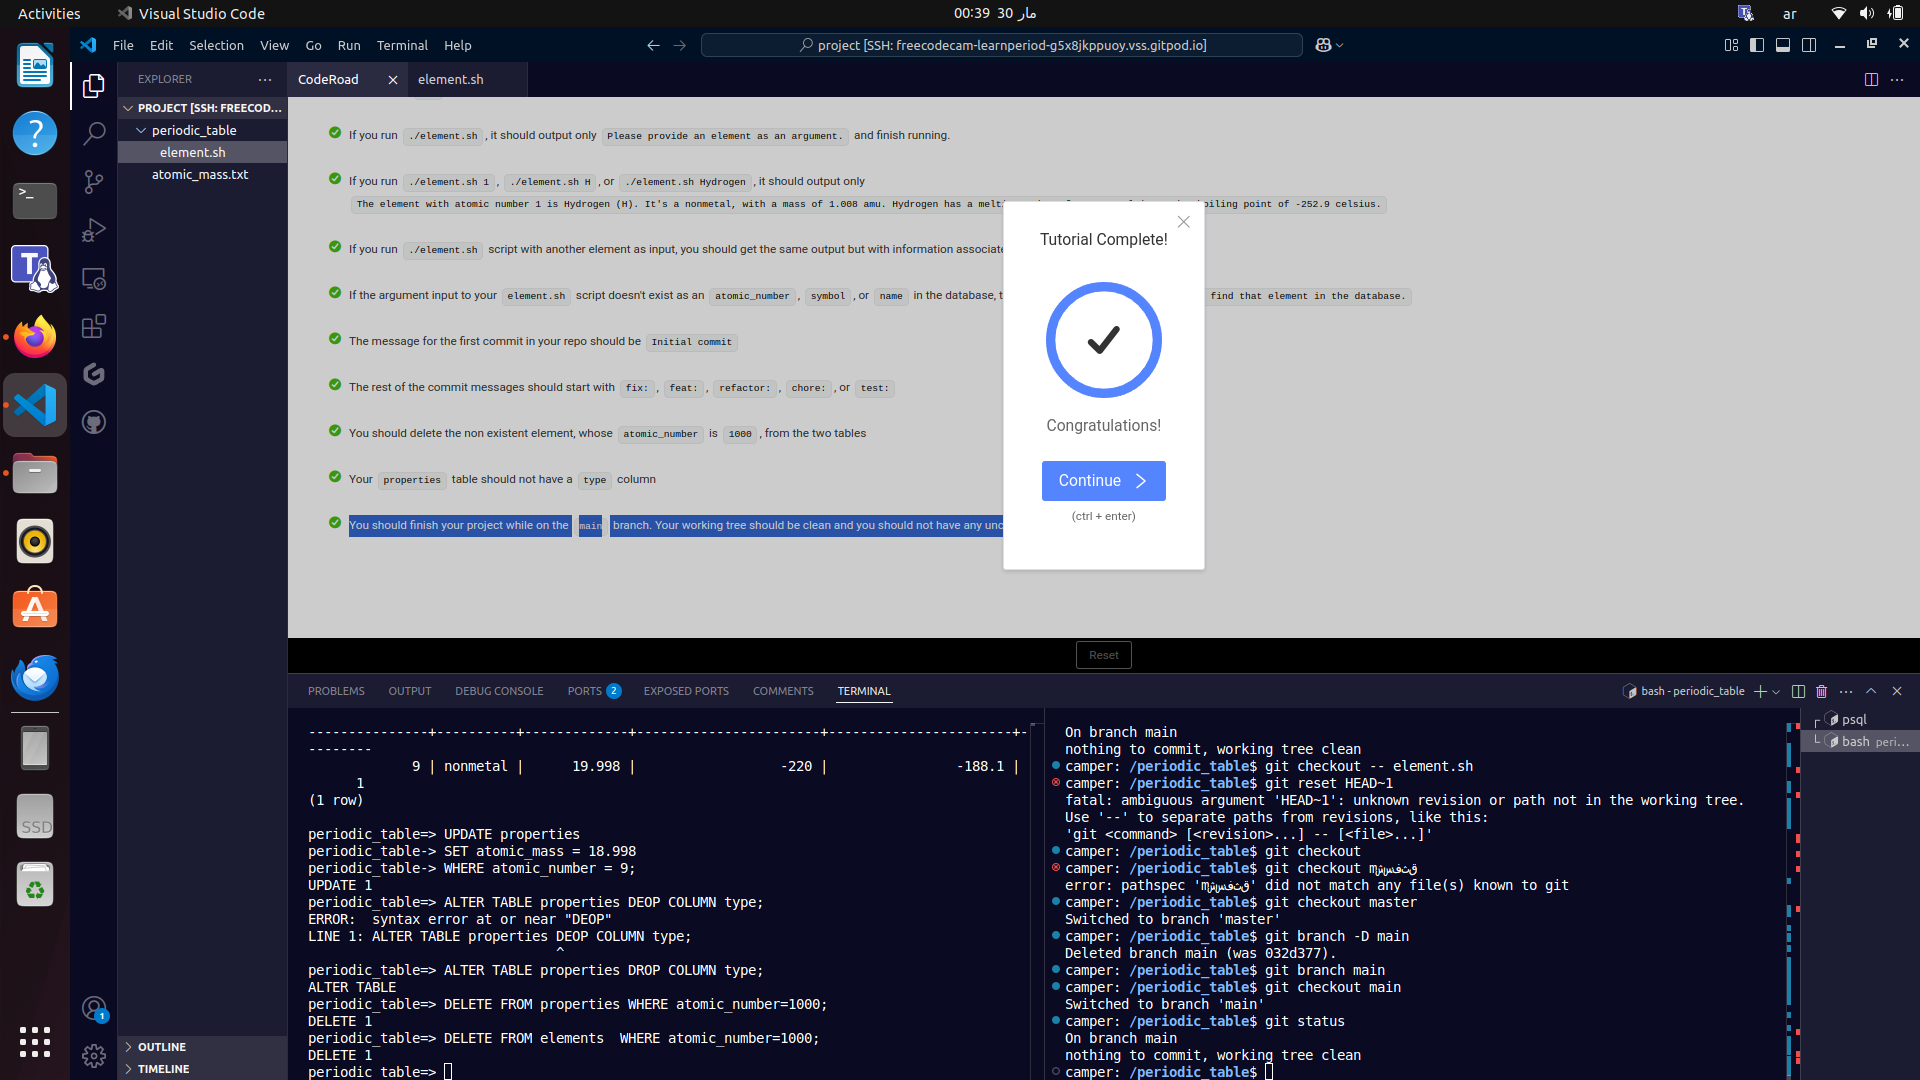 Activities
Visual Studio Code
00:39 30 مار
ar
File Edit Selection View Go Run Terminal Help
project [SSH: freecodecam-learnperiod-g5x8jkppuoy.vss.gitpod.io]
EXPLORER
CodeRoad
element.sh
PROJECT [SSH: FREECOD...
periodic_table
element.sh
atomic_mass.txt
If you run ./element.sh, it should output only Please provide an element as an argument. and finish running.
If you run ./element.sh 1, ./element.sh H, or ./element.sh Hydrogen, it should output only
The element with atomic number 1 is Hydrogen (H). It's a nonmetal, with a mass of 1.008 amu. Hydrogen has a melti oiling point of -252.9 celsius.
If you run ./element.sh script with another element as input, you should get the same output but with information associate
If the argument input to your element.sh script doesn't exist as an atomic_number, symbol, or name in the database, t find that element in the database.
The message for the first commit in your repo should be Initial commit
The rest of the commit messages should start with fix:, feat:, refactor:, chore:, or test:
You should delete the non existent element, whose atomic_number is 1000, from the two tables
Your properties table should not have a type column
You should finish your project while on the main branch. Your working tree should be clean and you should not have any unc
Tutorial Complete!
Congratulations!
Continue
(ctrl + enter)
Reset
PROBLEMS OUTPUT DEBUG CONSOLE PORTS 2 EXPOSED PORTS COMMENTS TERMINAL
bash - periodic_table
---------------+----------+-------------+-----------------------+-----------------------+-
--------
9 | nonmetal | 19.998 | -220 | -188.1 |
1
(1 row)
periodic_table=> UPDATE properties
periodic_table-> SET atomic_mass = 18.998
periodic_table-> WHERE atomic_number = 9;
UPDATE 1
periodic_table=> ALTER TABLE properties DEOP COLUMN type;
ERROR:  syntax error at or near "DEOP"
LINE 1: ALTER TABLE properties DEOP COLUMN type;
^
periodic_table=> ALTER TABLE properties DROP COLUMN type;
ALTER TABLE
periodic_table=> DELETE FROM properties WHERE atomic_number=1000;
DELETE 1
periodic_table=> DELETE FROM elements  WHERE atomic_number=1000;
DELETE 1
periodic_table=>
On branch main
nothing to commit, working tree clean
camper: /periodic_table$ git checkout -- element.sh
camper: /periodic_table$ git reset HEAD~1
fatal: ambiguous argument 'HEAD~1': unknown revision or path not in the working tree.
Use '--' to separate paths from revisions, like this:
'git <command> [<revision>...] -- [<file>...]'
camper: /periodic_table$ git checkout
camper: /periodic_table$ git checkout mشسفثق
error: pathspec 'mشسفثق' did not match any file(s) known to git
camper: /periodic_table$ git checkout master
Switched to branch 'master'
camper: /periodic_table$ git branch -D main
Deleted branch main (was 032d377).
camper: /periodic_table$ git branch main
camper: /periodic_table$ git checkout main
Switched to branch 'main'
camper: /periodic_table$ git status
On branch main
nothing to commit, working tree clean
camper: /periodic_table$
psql
bash peri...
SSD
1
OUTLINE
TIMELINE